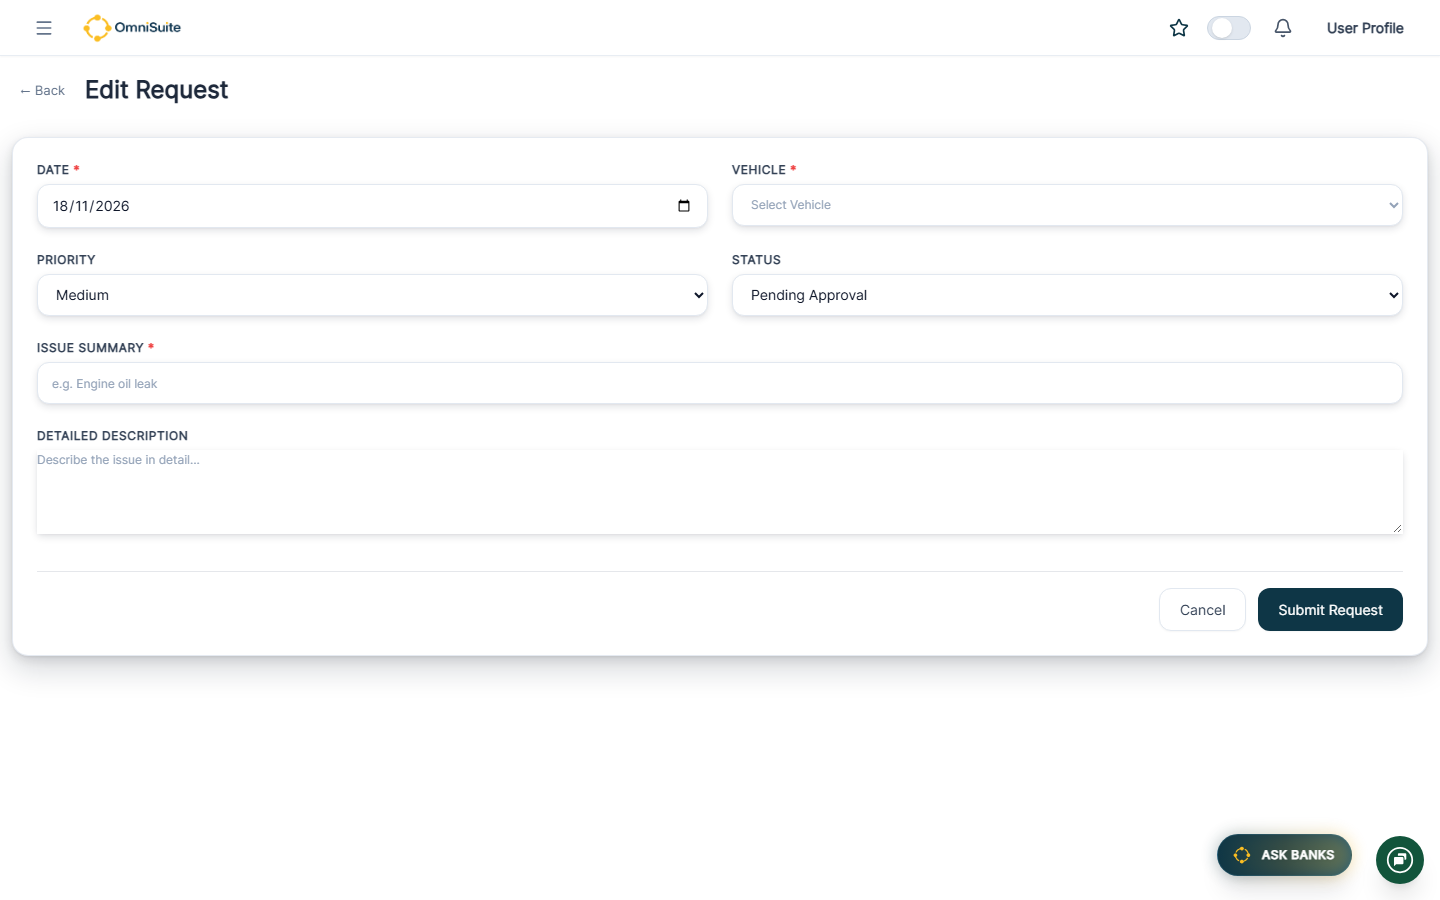 OmniSuite
User Profile
← Back
Edit Request
DATE *
VEHICLE *
18/11/2026
Select Vehicle
PRIORITY
STATUS
Medium
Pending Approval
ISSUE SUMMARY *
e.g. Engine oil leak
DETAILED DESCRIPTION
Describe the issue in detail...
Cancel
Submit Request
ASK BANKS